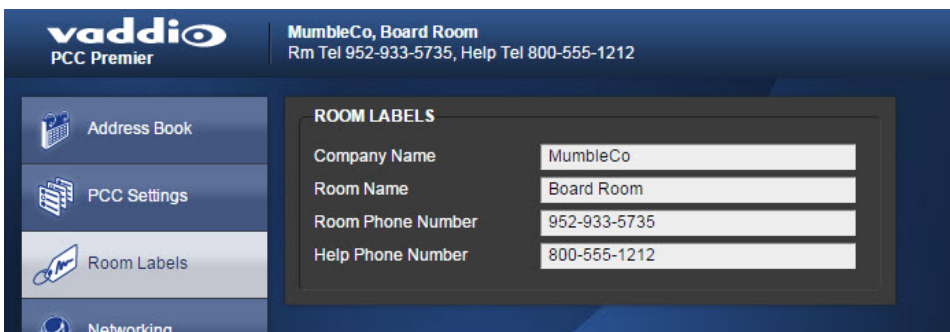 vaddio
PCC Premier
MumbleCo, Board Room
Rm Tel 952-933-5735, Help Tel 800-555-1212
Address Book
PCC Settings
Room Labels
Networking
ROOM LABELS
Company Name MumbleCo
Room Name Board Room
Room Phone Number 952-933-5735
Help Phone Number 800-555-1212